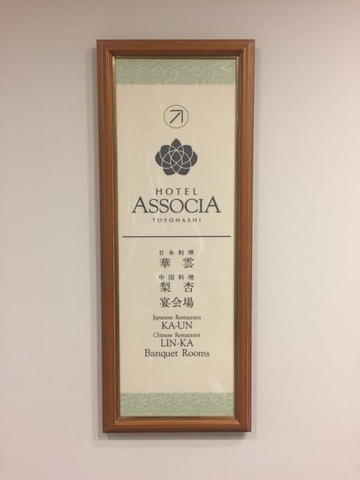 HOTEL
ASSOCIA
TOYOHASHI
日本料理
華雲
中国料理
梨杏
宴会場
Japanese Restaurant
KA-UN
Chinese Restaurant
LIN-KA
Banquet Rooms